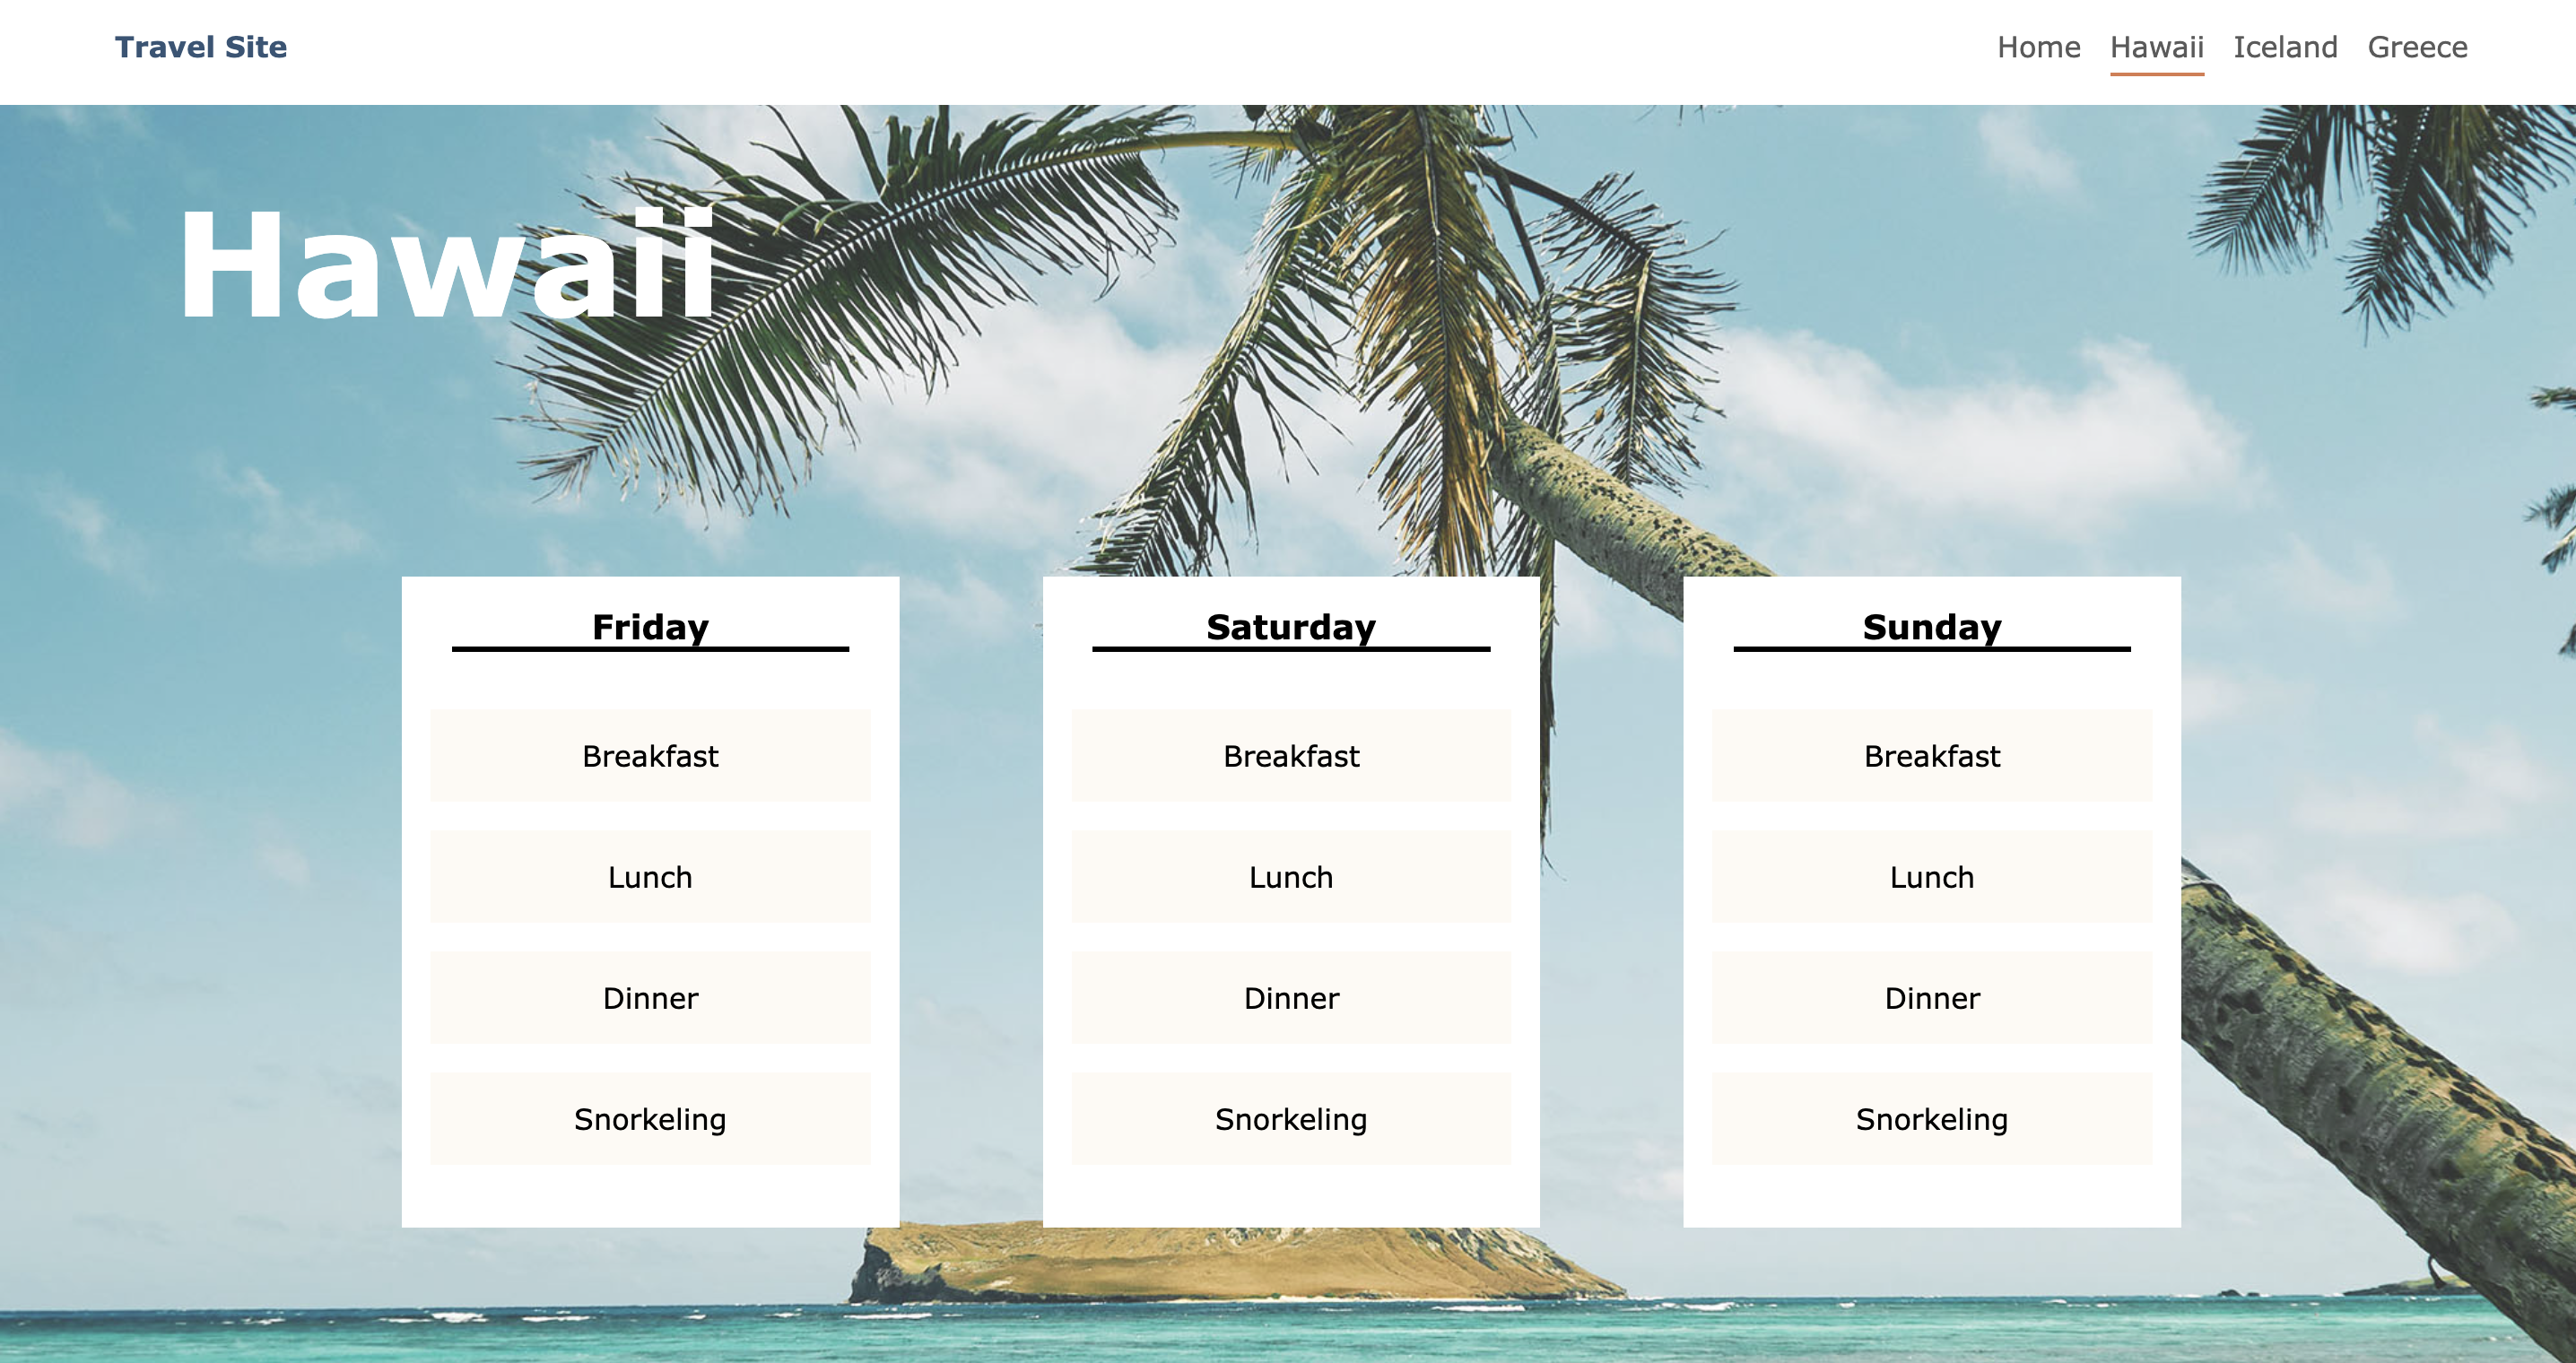 Travel Site
Home Hawaii Iceland Greece
Hawaii
Friday
Breakfast
Lunch
Dinner
Snorkeling
Saturday
Breakfast
Lunch
Dinner
Snorkeling
Sunday
Breakfast
Lunch
Dinner
Snorkeling